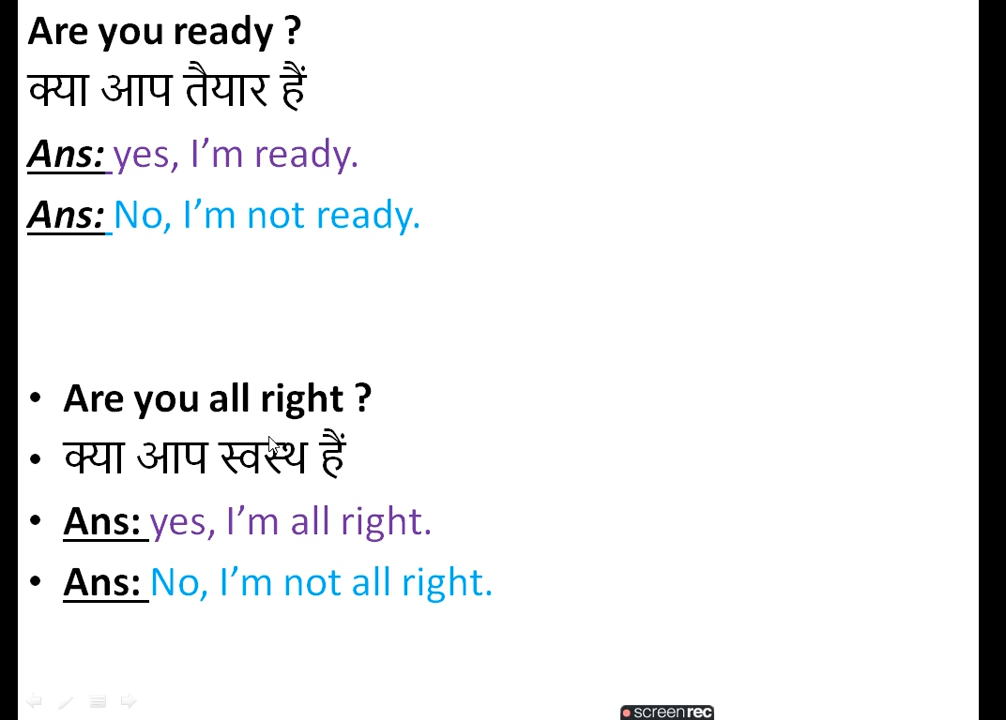 Are you ready ?
क्या आप तैयार हैं
Ans: yes, I’m ready.
Ans: No, I’m not ready.
• Are you all right ?
• क्या आप स्वस्थ हैं
• Ans: yes, I’m all right.
• Ans: No, I’m not all right.
screenrec